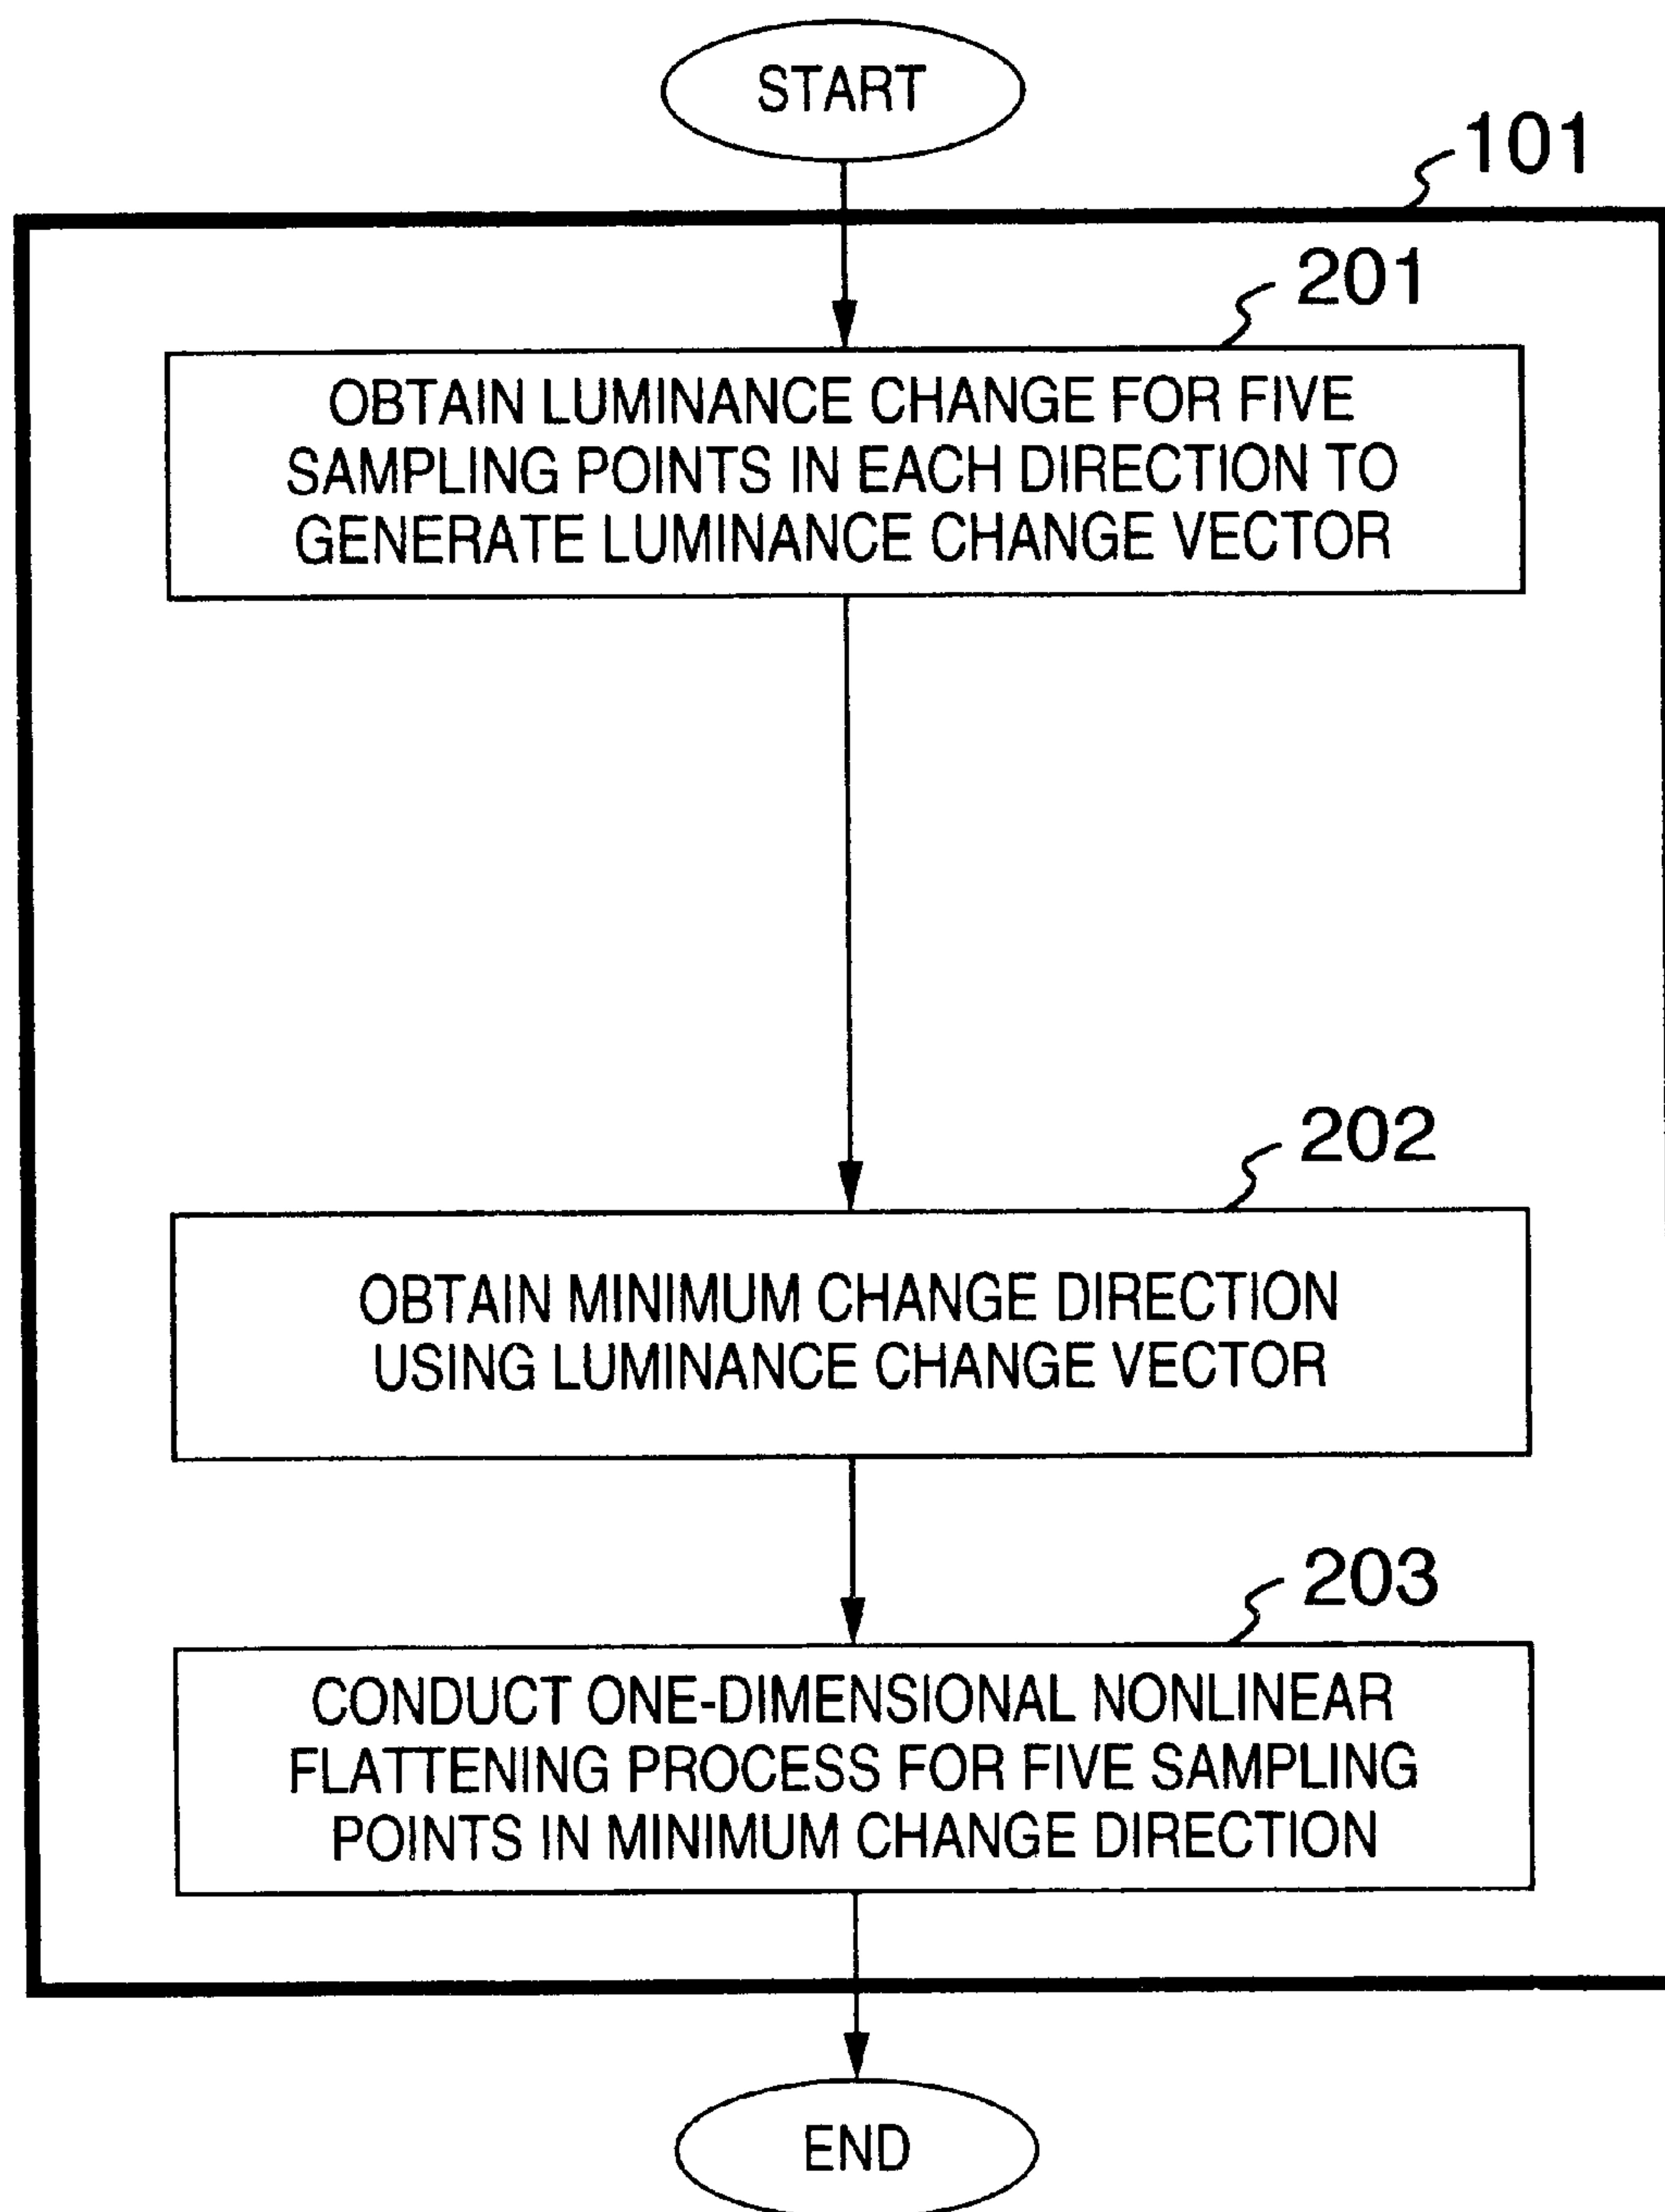 START
101
201
OBTAIN LUMINANCE CHANGE FOR FIVE
SAMPLING POINTS IN EACH DIRECTION TO
GENERATE LUMINANCE CHANGE VECTOR
202
OBTAIN MINIMUM CHANGE DIRECTION
USING LUMINANCE CHANGE VECTOR
203
CONDUCT ONE-DIMENSIONAL NONLINEAR
FLATTENING PROCESS FOR FIVE SAMPLING
POINTS IN MINIMUM CHANGE DIRECTION
END